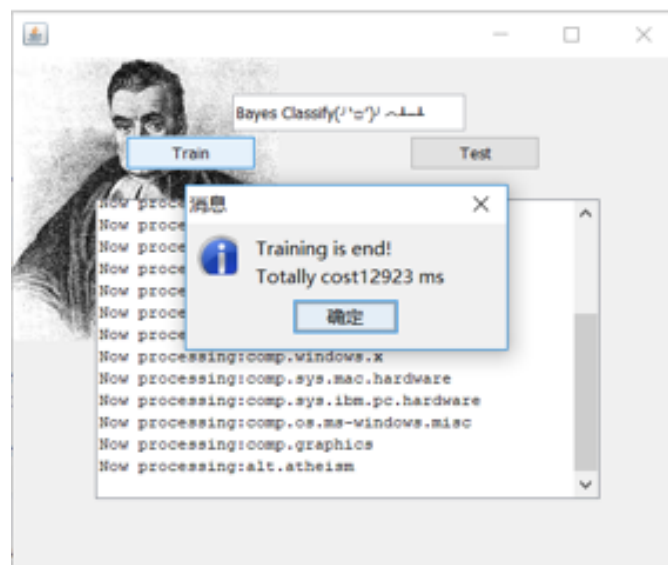 Bayes Classify(╯'□')╯︵┻┻
Train
Test
Now proce
消息
Now proce
Now proce
Training is end!
Now proce
Totally cost12923 ms
Now proce
确定
Now proce
Now proce
Now processing:comp.windows.x
Now processing:comp.sys.mac.hardware
Now processing:comp.sys.ibm.pc.hardware
Now processing:comp.os.ms-windows.misc
Now processing:comp.graphics
Now processing:alt.atheism